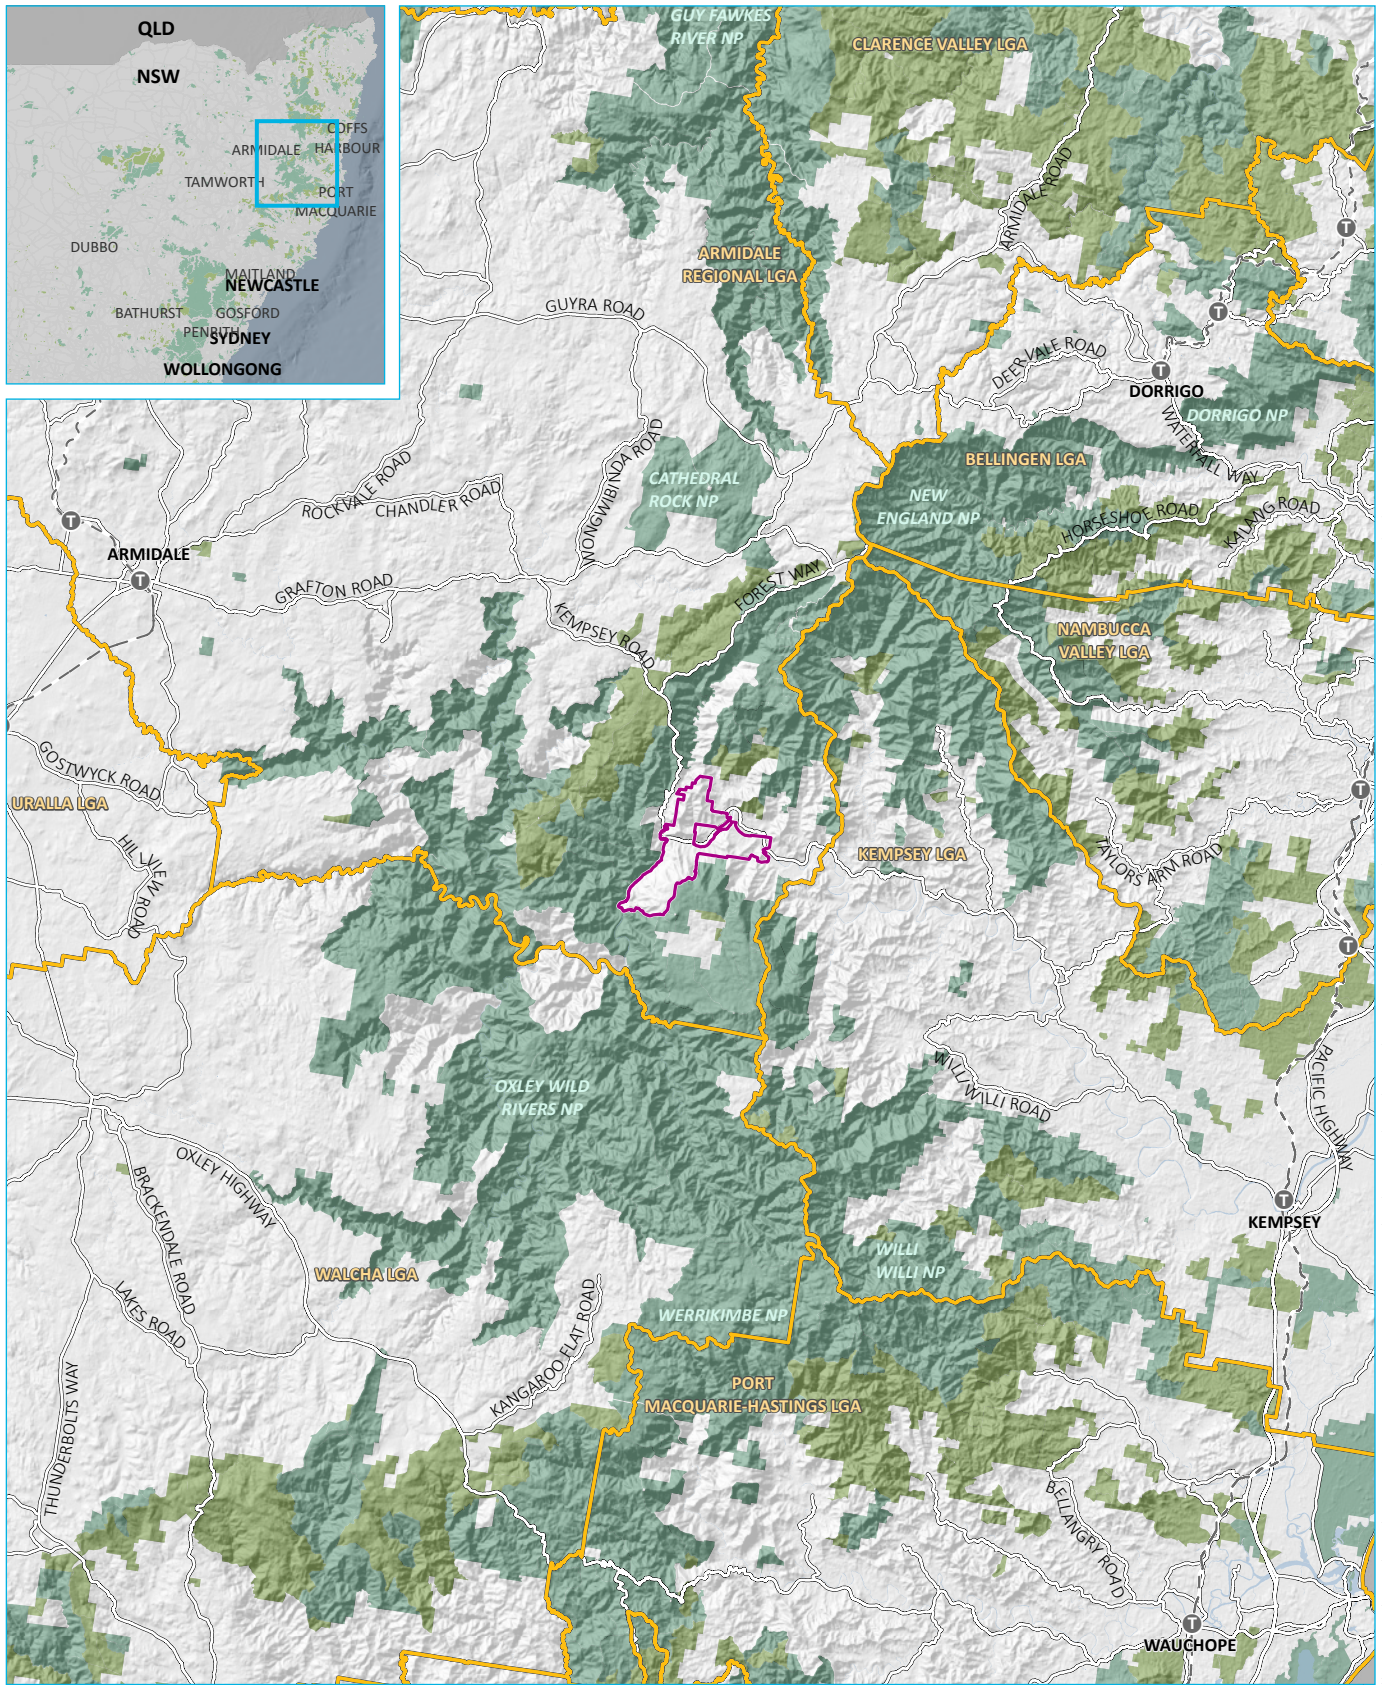 QLD
NSW
COFFS
HARBOUR
ARMIDALE
TAMWORTH
PORT
MACQUARIE
DUBBO
MAITLAND
NEWCASTLE
BATHURST
GOSFORD
PENRITH
SYDNEY
WOLLONGONG
GUY FAWKES
RIVER NP
CLARENCE VALLEY LGA
ARMIDALE ROAD
T
ARMIDALE
REGIONAL LGA
GUYRA ROAD
T
DEER VALE ROAD
T
DORRIGO
DORRIGO NP
WATERFALL WAY
BELLINGEN LGA
CATHEDRAL
ROCK NP
WONGWIBINDA ROAD
ROCKVALE ROAD
CHANDLER ROAD
NEW
ENGLAND NP
HORSESHOE ROAD
KALANG ROAD
T
ARMIDALE
T
GRAFTON ROAD
FOREST WAY
KEMPSEY ROAD
NAMBUCCA
VALLEY LGA
GOSTWYCK ROAD
URALLA LGA
HILLVIEW ROAD
T
KEMPSEY LGA
TAYLORS ARM ROAD
T
OXLEY WILD
RIVERS NP
WILLI WILLI ROAD
PACIFIC HIGHWAY
OXLEY HIGHWAY
BRACKENDALE ROAD
T
KEMPSEY
WILLI
WILLI NP
WALCHA LGA
LAKES ROAD
KANGAROO FLAT ROAD
WERRIKIMBE NP
THUNDERBOLTS WAY
PORT
MACQUARIE-HASTINGS LGA
BELLANGRY ROAD
T
WAUCHOPE